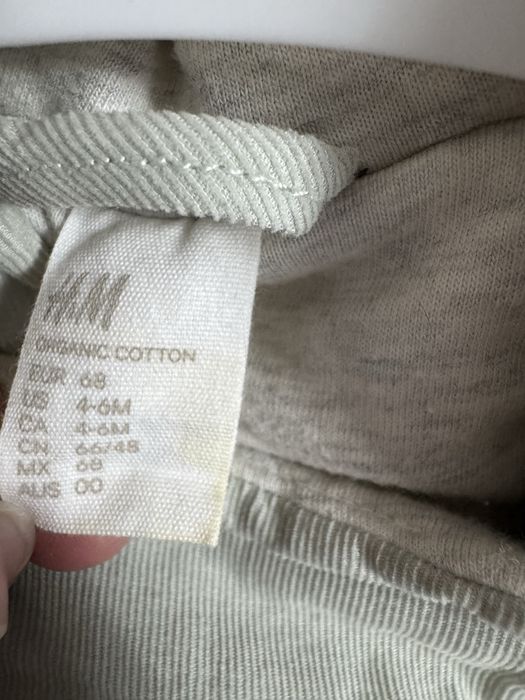 H&M
ORGANIC COTTON
EUR 68
US 4-6M
CA 4-6M
CN 66/48
MX 68
AUS 00